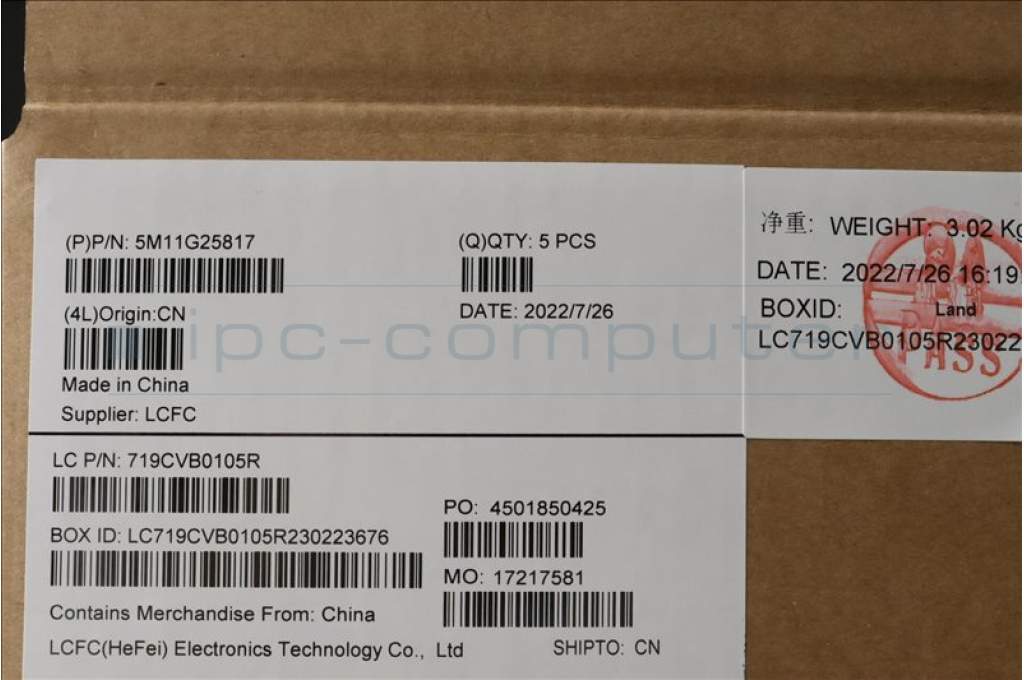 (P)P/N: 5M11G25817
(Q)QTY: 5 PCS
(4L)Origin:CN
DATE: 2022/7/26
Made in China
Supplier: LCFC
净重: WEIGHT: 3.02 Kg
DATE: 2022/7/26 16:19
BOXID: Land
LC719CVB0105R23022
PASS
ipc-computer
LC P/N: 719CVB0105R
BOX ID: LC719CVB0105R230223676
PO: 4501850425
MO: 17217581
Contains Merchandise From: China
LCFC(HeFei) Electronics Technology Co., Ltd
SHIPTO: CN